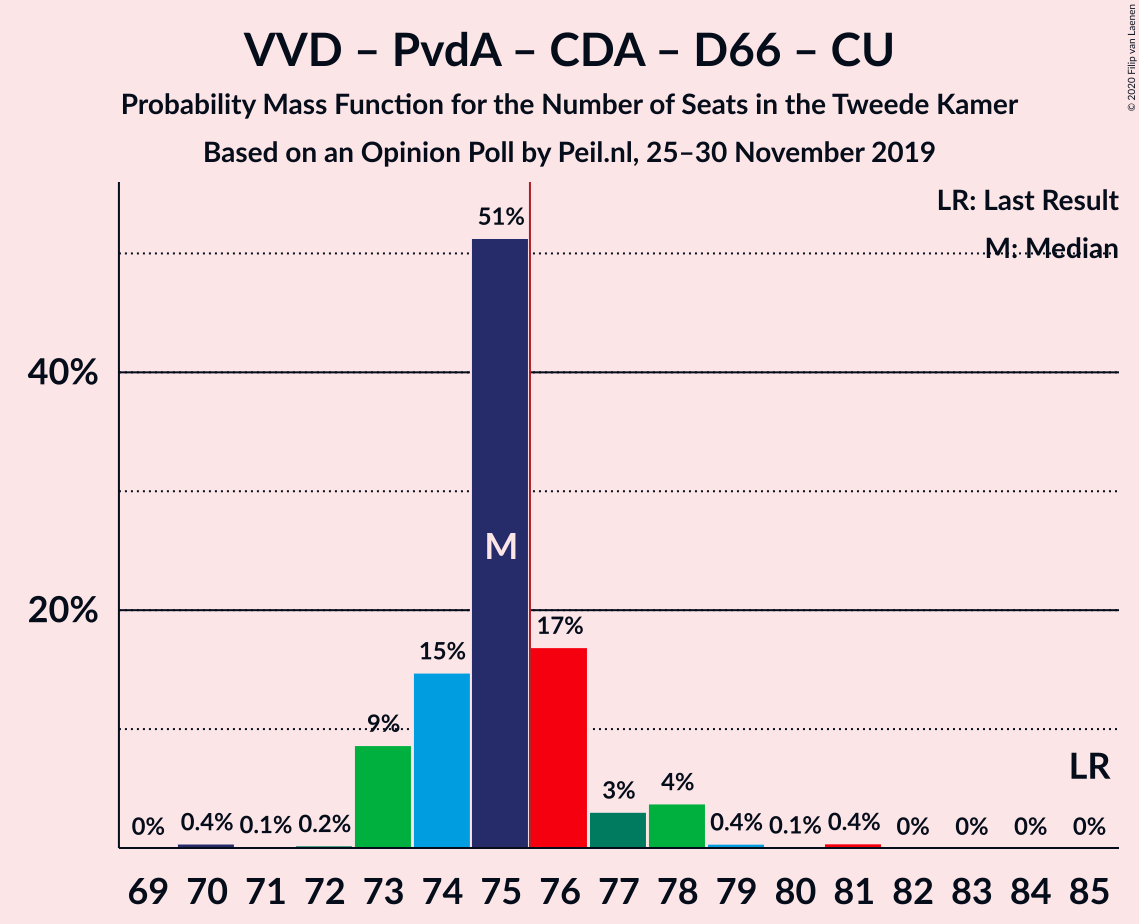 VVD – PvdA – CDA – D66 – CU
Probability Mass Function for the Number of Seats in the Tweede Kamer
Based on an Opinion Poll by Peil.nl, 25–30 November 2019
© 2020 Filip van Laenen
LR: Last Result
M: Median
40%
20%
0% 0.4% 0.1% 0.2% 9% 15% 51% 17% 3% 4% 0.4% 0.1% 0.4% 0% 0% 0% 0%
M
LR
69 70 71 72 73 74 75 76 77 78 79 80 81 82 83 84 85